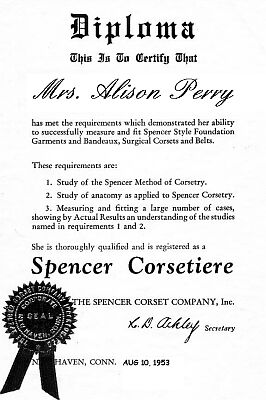 Diploma
This Is To Certify That
Mrs. Alison Perry
has met the requirements which demonstrated her ability
to successfully measure and fit Spencer Style Foundation
Garments and Bandeaux, Surgical Corsets and Belts.
These requirements are:
1. Study of the Spencer Method of Corsetry.
2. Study of anatomy as applied to Spencer Corsetry.
3. Measuring and fitting a large number of cases,
showing by Actual Results an understanding of the studies
named in requirements 1 and 2.
She is thoroughly qualified and is registered as a
Spencer Corsetiere
THE SPENCER CORSET COMPANY, Inc.
Secretary
SEAL
HAVEN, CONN. AUG 10, 1953